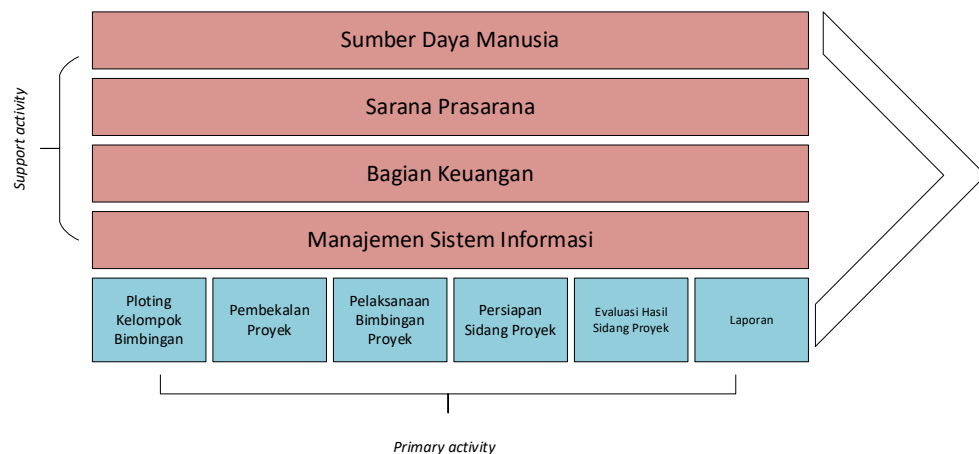 Sumber Daya Manusia
Support activity
Sarana Prasarana
Bagian Keuangan
Manajemen Sistem Informasi
Ploting
Kelompok
Bimbingan
Pembekalan
Proyek
Pelaksanaan
Bimbingan
Proyek
Persiapan
Sidang Proyek
Evaluasi Hasil
Sidang Proyek
Laporan
Primary activity